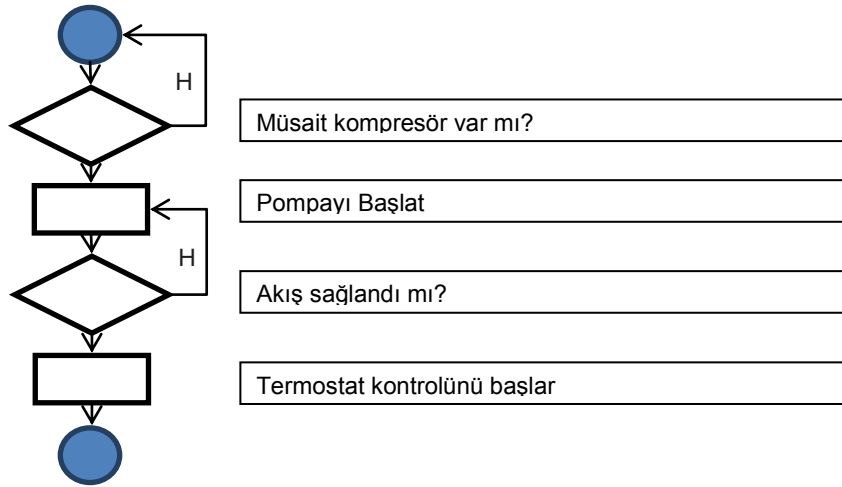 H
Müsait kompresör var mı?
Pompayı Başlat
H
Akış sağlandı mı?
Termostat kontrolünü başlar